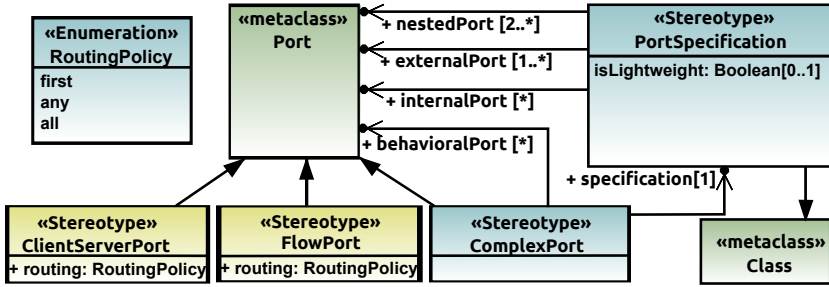 «Enumeration»
RoutingPolicy
first
any
all
«metaclass»
Port
+ nestedPort [2..*]
+ externalPort [1..*]
+ internalPort [*]
+ behavioralPort [*]
«Stereotype»
PortSpecification
isLightweight: Boolean[0..1]
+ specification[1]
«Stereotype»
ClientServerPort
+ routing: RoutingPolicy
«Stereotype»
FlowPort
+ routing: RoutingPolicy
«Stereotype»
ComplexPort
«metaclass»
Class